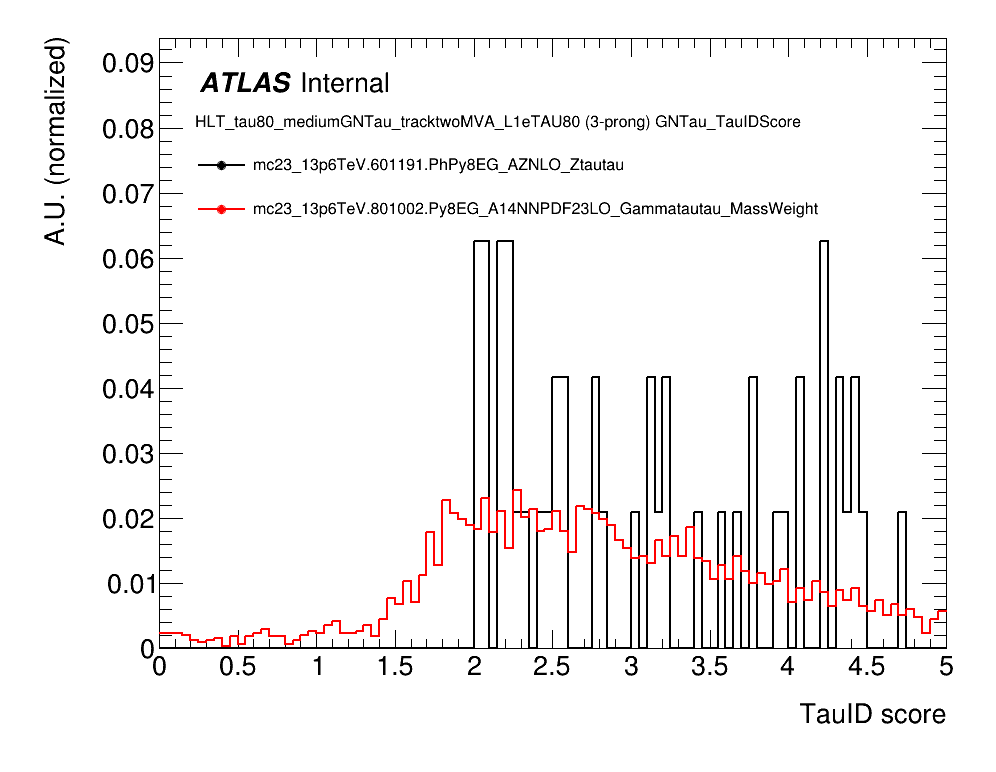 A.U. (normalized)
0.09
0.08
0.07
0.06
0.05
0.04
0.03
0.02
0.01
0
ATLAS Internal
HLT_tau80_mediumGNTau_tracktwoMVA_L1eTAU80 (3-prong) GNTau_TauIDScore
mc23_13p6TeV.601191.PhPy8EG_AZNLO_Ztautau
mc23_13p6TeV.801002.Py8EG_A14NNPDF23LO_Gammatautau_MassWeight
0 0.5 1 1.5 2 2.5 3 3.5 4 4.5 5
TauID score